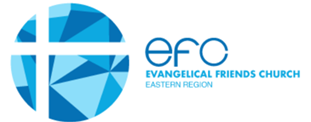 efc
EVANGELICAL FRIENDS CHURCH
EASTERN REGION